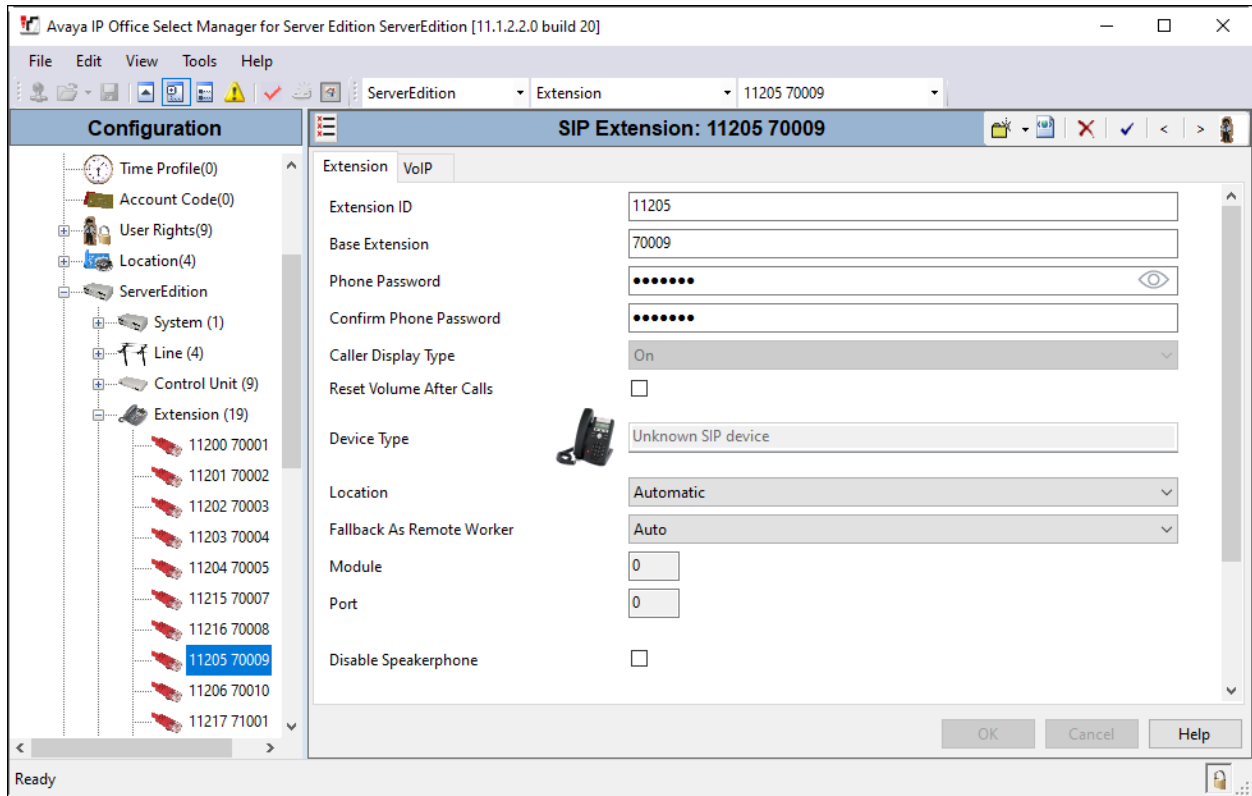 Avaya IP Office Select Manager for Server Edition ServerEdition [11.1.2.2.0 build 20]
File Edit View Tools Help
ServerEdition Extension 11205 70009
Configuration
Time Profile(0)
Account Code(0)
User Rights(9)
Location(4)
ServerEdition
System (1)
Line (4)
Control Unit (9)
Extension (19)
11200 70001
11201 70002
11202 70003
11203 70004
11204 70005
11215 70007
11216 70008
11205 70009
11206 70010
11217 71001
SIP Extension: 11205 70009
Extension VoIP
Extension ID 11205
Base Extension 70009
Phone Password •••••••
Confirm Phone Password •••••••
Caller Display Type On
Reset Volume After Calls
Device Type Unknown SIP device
Location Automatic
Fallback As Remote Worker Auto
Module 0
Port 0
Disable Speakerphone
OK Cancel Help
Ready